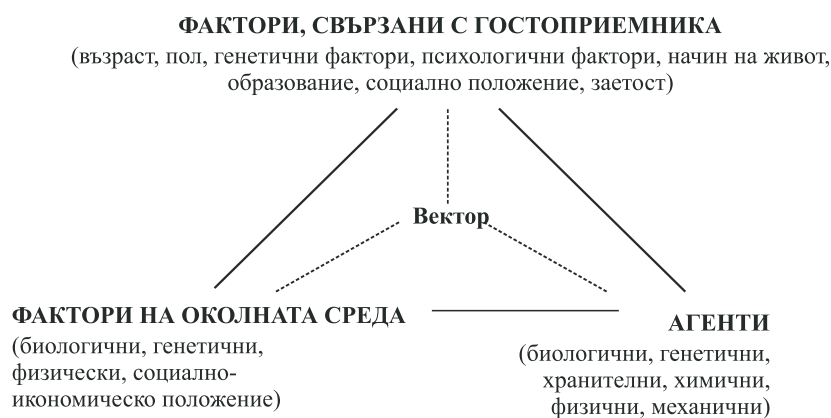 ФАКТОРИ, СВЪРЗАНИ С ГОСТОПРИЕМНИКА
(възраст, пол, генетични фактори, психологични фактори, начин на живот,
образование, социално положение, заетост)
Вектор
ФАКТОРИ НА ОКОЛНАТА СРЕДА
(биологични, генетични,
физически, социално-
икономическо положение)
АГЕНТИ
(биологични, генетични,
хранителни, химични,
физични, механични)